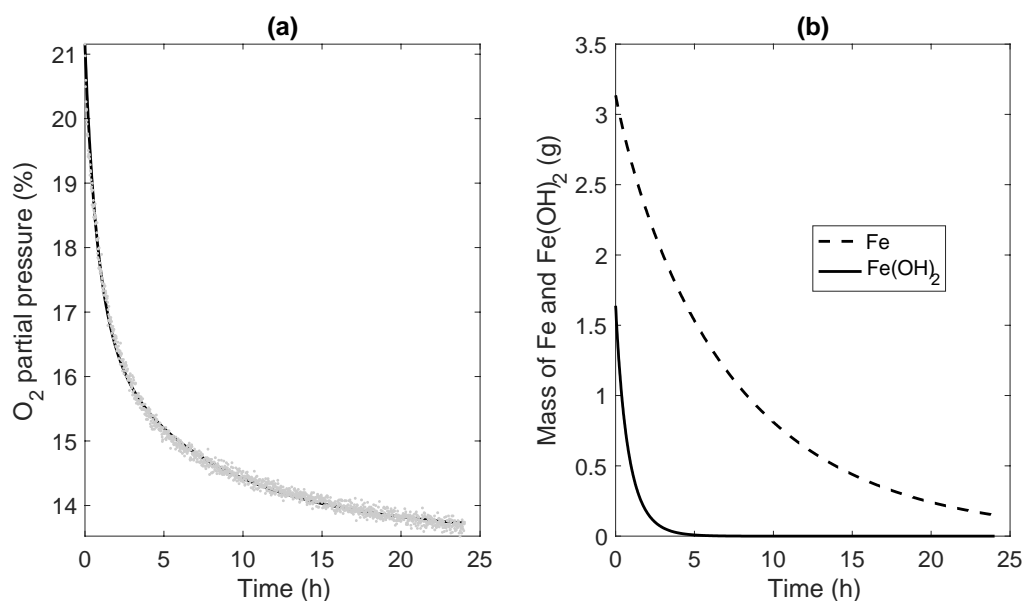 (a)
O2 partial pressure (%)
21
20
19
18
17
16
15
14
0 5 10 15 20 25
Time (h)
(b)
Mass of Fe and Fe(OH)2 (g)
3.5
3
2.5
2
1.5
1
0.5
0
Fe
Fe(OH)2
0 5 10 15 20 25
Time (h)